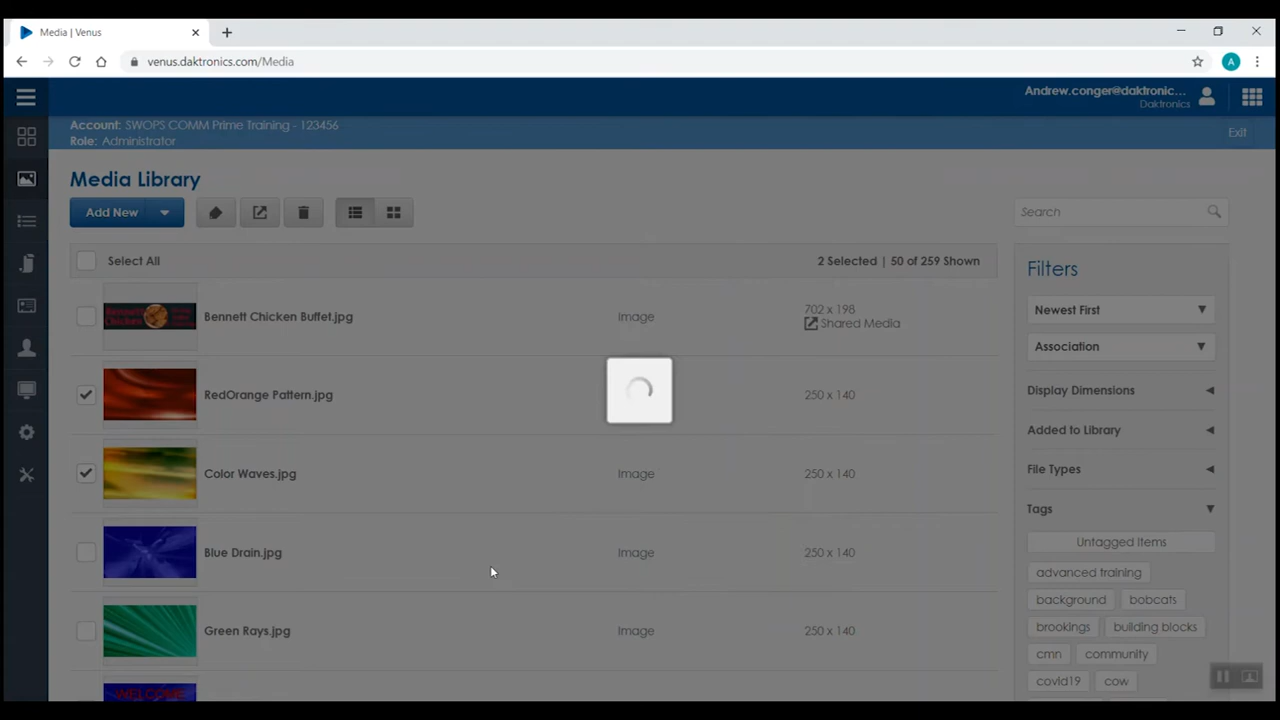 Media | Venus
venus.daktronics.com/Media
A
Andrew.conger@daktronic...
Daktronics
Account: SWOPS COMM Prime Training - 123456
Role: Administrator
Exit
Media Library
Add New
Search
Select All
2 Selected | 50 of 259 Shown
Filters
Newest First
Association
Display Dimensions
Added to Library
File Types
Tags
Untagged Items
advanced training
background bobcats
brookings building blocks
cmn community
covid19 cow
Bennett Chicken Buffet.jpg Image 702 x 198
Shared Media
RedOrange Pattern.jpg Image 250 x 140
Color Waves.jpg Image 250 x 140
Blue Drain.jpg Image 250 x 140
Green Rays.jpg Image 250 x 140
WELCOME